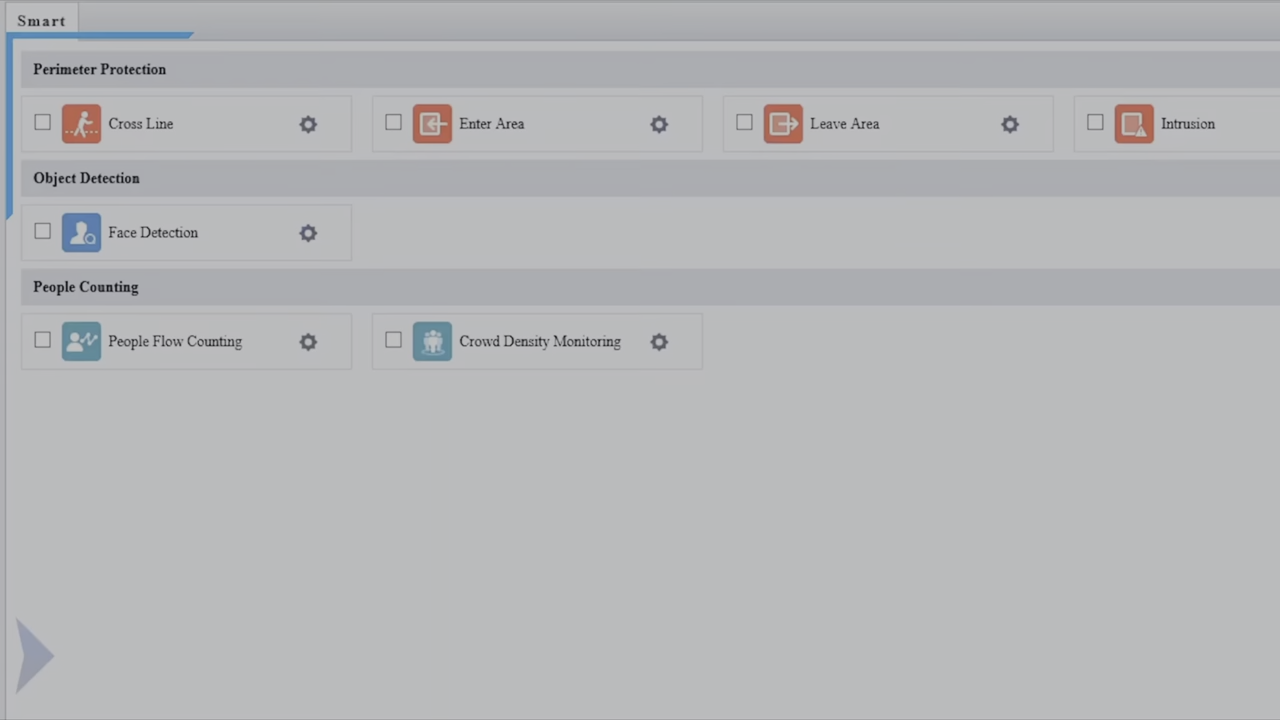 Smart
Perimeter Protection
Cross Line
Enter Area
Leave Area
Intrusion
Object Detection
Face Detection
People Counting
People Flow Counting
Crowd Density Monitoring